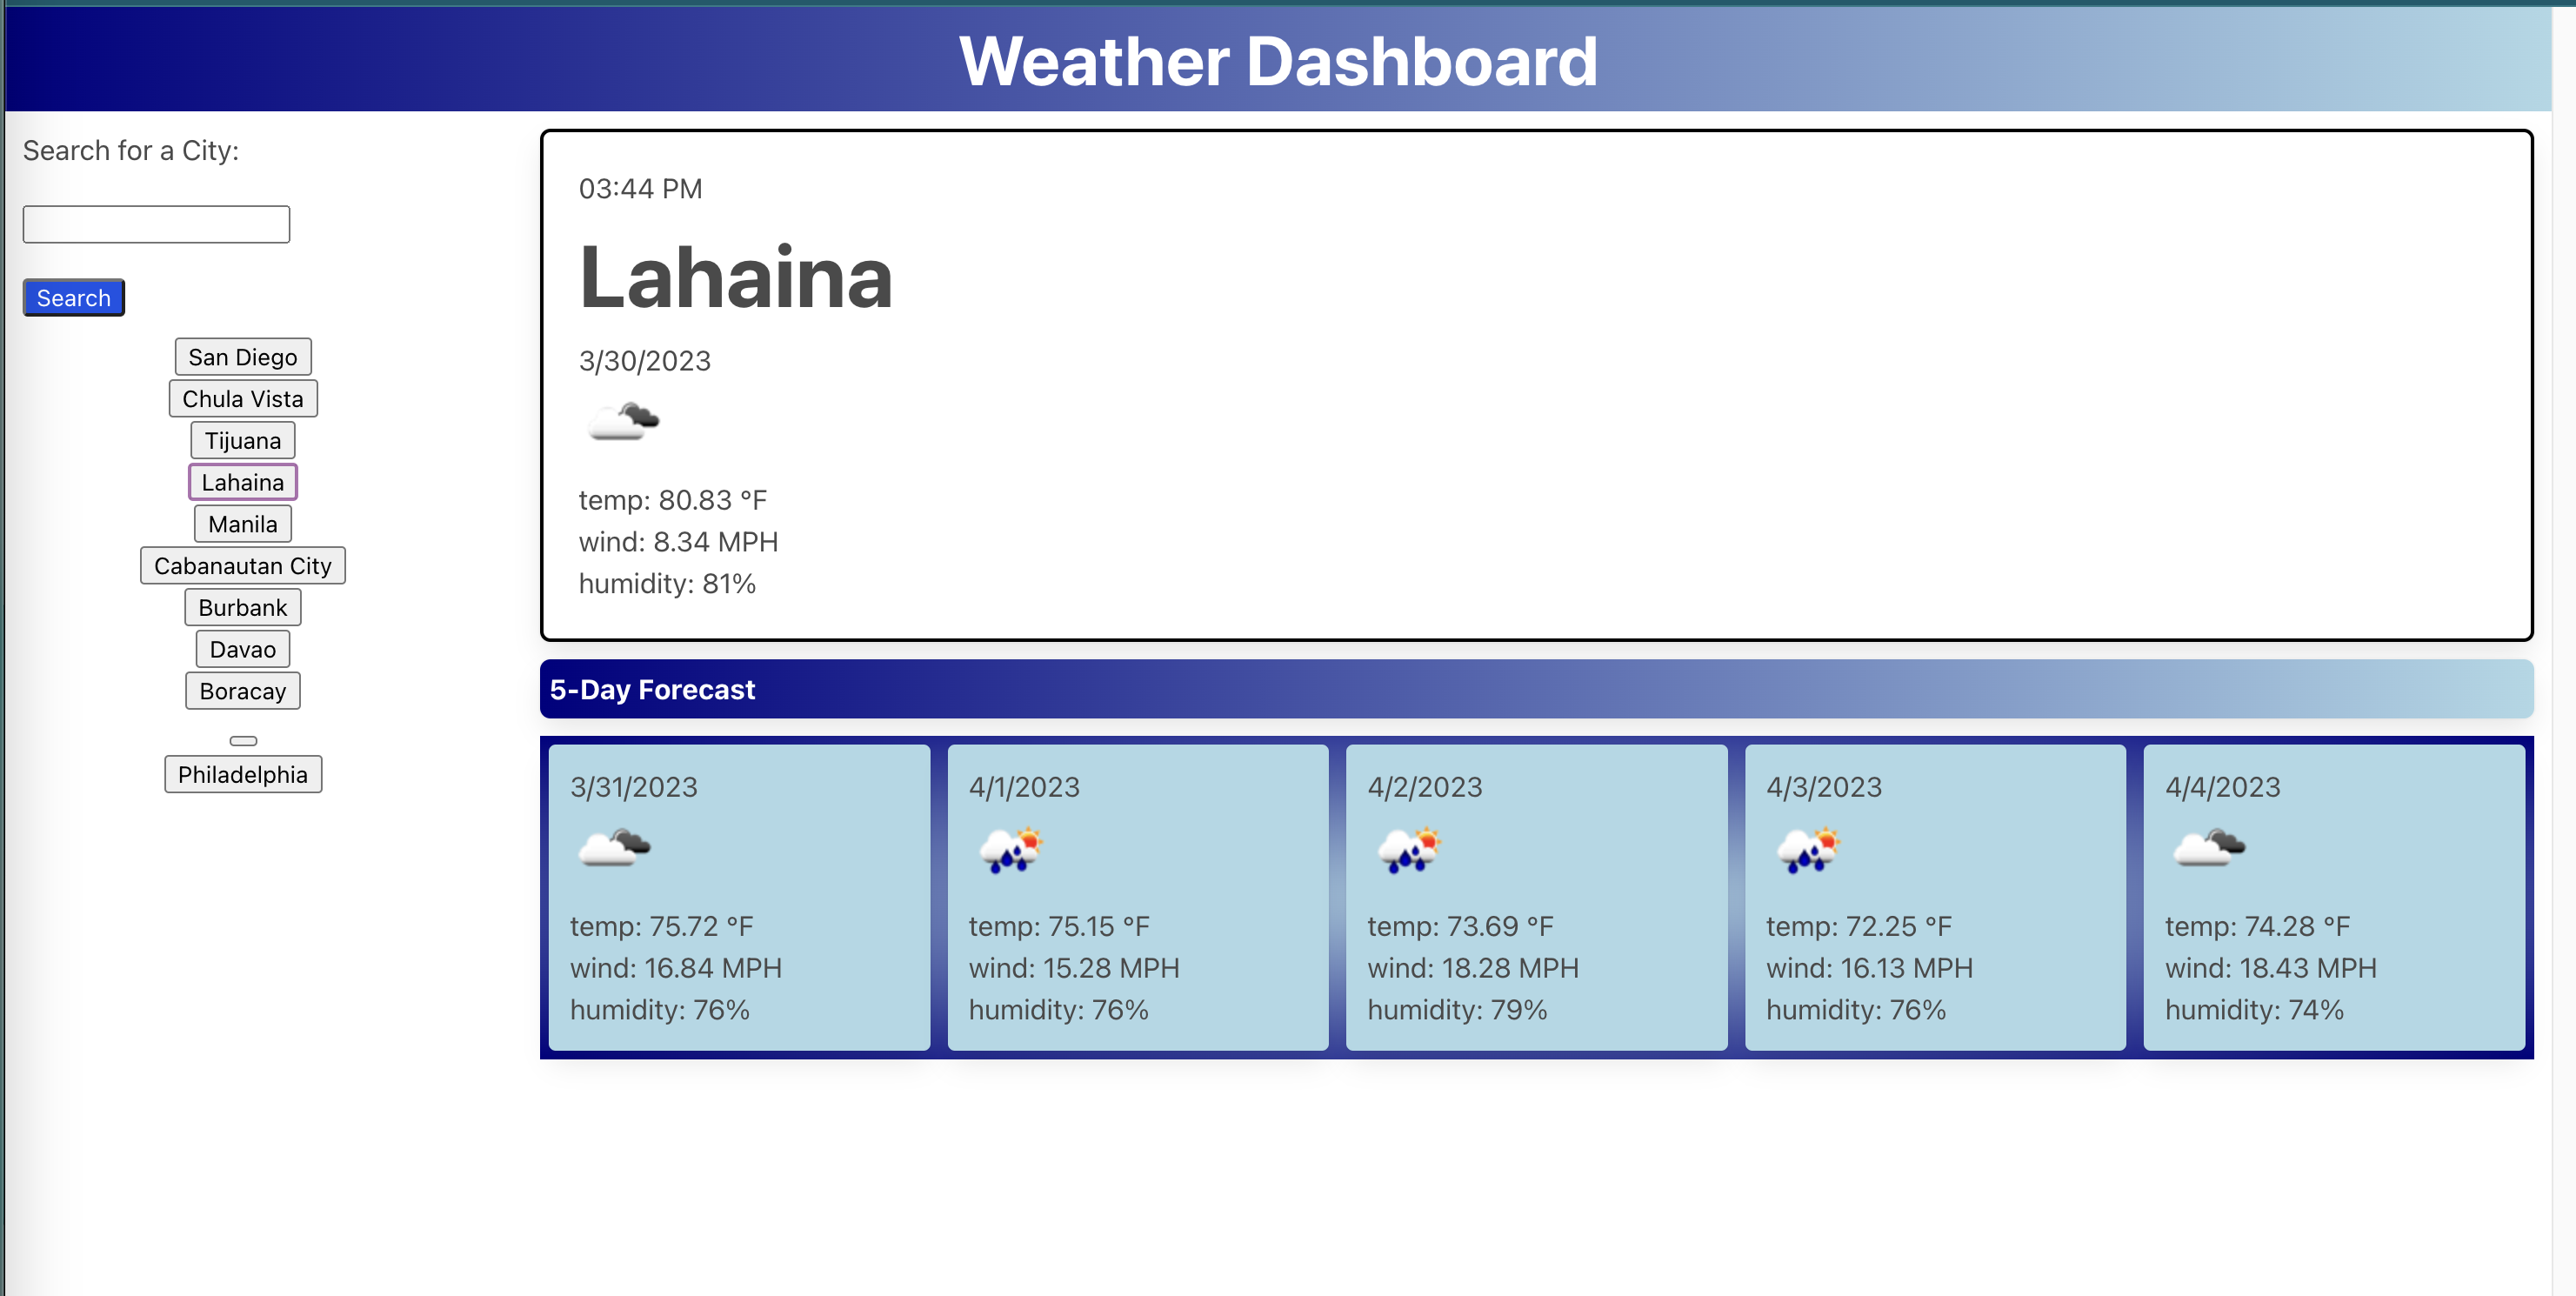 Weather Dashboard
Search for a City:
Search
San Diego
Chula Vista
Tijuana
Lahaina
Manila
Cabanautan City
Burbank
Davao
Boracay
Philadelphia
03:44 PM
Lahaina
3/30/2023
temp: 80.83 °F
wind: 8.34 MPH
humidity: 81%
5-Day Forecast
3/31/2023
temp: 75.72 °F
wind: 16.84 MPH
humidity: 76%
4/1/2023
temp: 75.15 °F
wind: 15.28 MPH
humidity: 76%
4/2/2023
temp: 73.69 °F
wind: 18.28 MPH
humidity: 79%
4/3/2023
temp: 72.25 °F
wind: 16.13 MPH
humidity: 76%
4/4/2023
temp: 74.28 °F
wind: 18.43 MPH
humidity: 74%